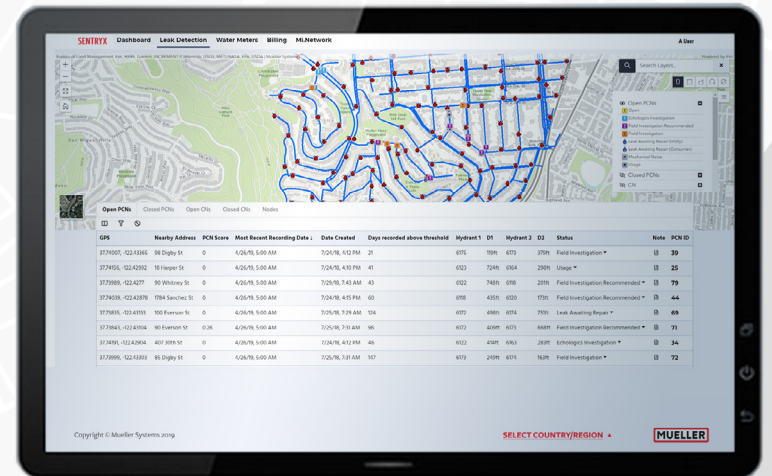 SENTRYX Dashboard Leak Detection Water Meters Billing Mi.Network A User
Search Layers...
Open PCNs
Open
Echologics Investigation
Field Investigation Recommended
Field Investigation
Leak Awaiting Repair (Utility)
Leak Awaiting Repair (Consumer)
Mechanical Noise
Usage
Closed PCNs
CN
Open PCNs Closed PCNs Open CNs Closed CNs Nodes
GPS Nearby Address PCN Score Most Recent Recording Date ↓ Date Created Days recorded above threshold Hydrant 1 D1 Hydrant 2 D2 Status Note PCN ID
37.74007, -122.43365 98 Digby St 0 4/26/19, 5:00 AM 7/24/18, 4:12 PM 21 6175 119ft 6173 379ft Field Investigation 39
37.74156, -122.42992 18 Harper St 0 4/26/19, 5:00 AM 7/24/18, 4:10 PM 41 6123 724ft 6164 298ft Usage 25
37.73989, -122.4277 90 Whitney St 0 4/26/19, 5:00 AM 7/29/18, 7:43 AM 43 6122 748ft 6118 201ft Field Investigation Recommended 79
37.74039, -122.42878 1784 Sanchez St 0 4/26/19, 5:00 AM 7/24/18, 4:15 PM 60 6118 435ft 6120 173ft Field Investigation Recommended 44
37.73835, -122.43133 100 Everson St 0 4/26/19, 5:00 AM 7/25/18, 7:29 AM 124 6172 498ft 6174 710ft Leak Awaiting Repair 69
37.73843, -122.43104 90 Everson St 0.26 4/26/19, 5:00 AM 7/25/18, 7:31 AM 96 6172 409ft 6173 668ft Field Investigation Recommended 71
37.74191, -122.42904 407 30th St 0 4/26/19, 5:00 AM 7/24/18, 4:12 PM 46 6122 414ft 6163 283ft Echologics Investigation 34
37.73999, -122.43303 85 Digby St 0 4/26/19, 5:00 AM 7/25/18, 7:31 AM 147 6173 249ft 6174 163ft Field Investigation 72
Copyright © Mueller Systems 2019 SELECT COUNTRY/REGION MUELLER